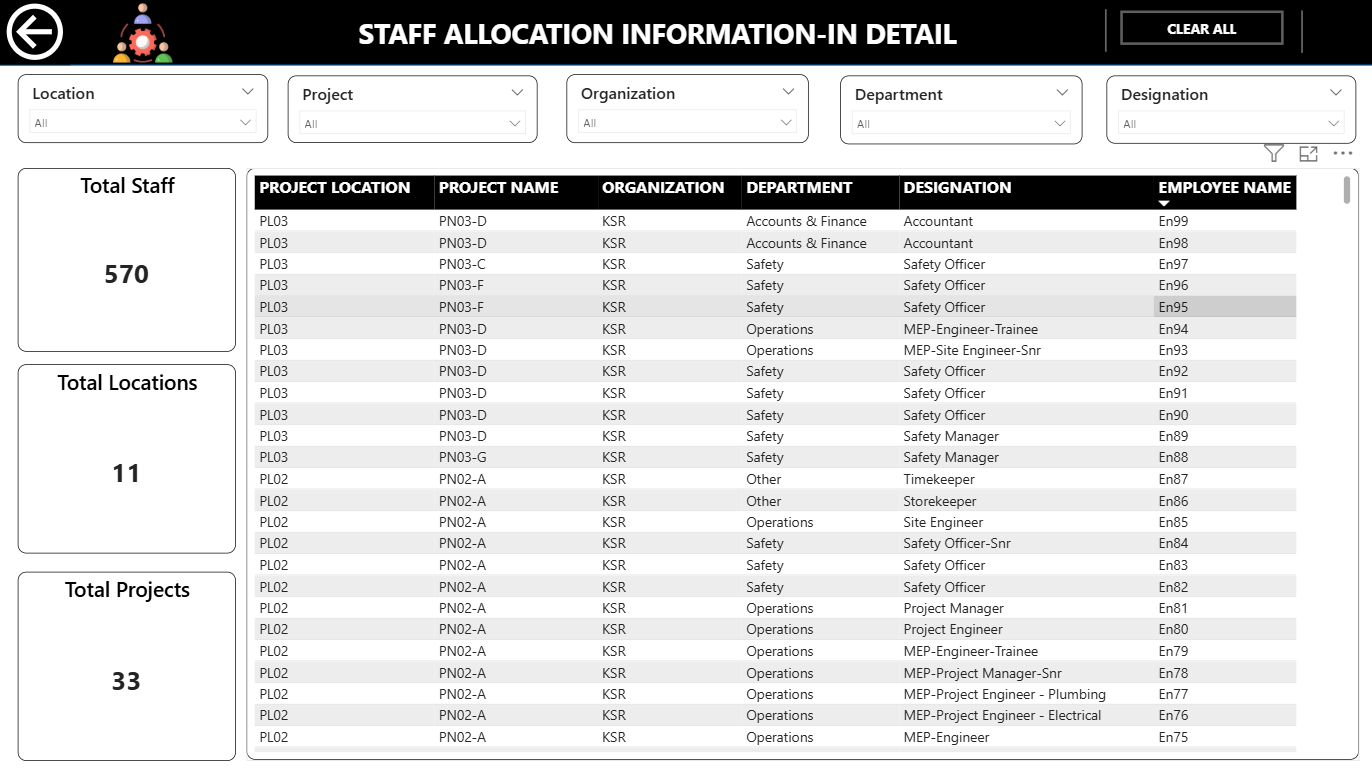 STAFF ALLOCATION INFORMATION-IN DETAIL
CLEAR ALL
Location
All
Project
All
Organization
All
Department
All
Designation
All
Total Staff
570
Total Locations
11
Total Projects
33
PROJECT LOCATION PROJECT NAME ORGANIZATION DEPARTMENT DESIGNATION EMPLOYEE NAME
PL03 PN03-D KSR Accounts & Finance Accountant En99
PL03 PN03-D KSR Accounts & Finance Accountant En98
PL03 PN03-C KSR Safety Safety Officer En97
PL03 PN03-F KSR Safety Safety Officer En96
PL03 PN03-F KSR Safety Safety Officer En95
PL03 PN03-D KSR Operations MEP-Engineer-Trainee En94
PL03 PN03-D KSR Operations MEP-Site Engineer-Snr En93
PL03 PN03-D KSR Safety Safety Officer En92
PL03 PN03-D KSR Safety Safety Officer En91
PL03 PN03-D KSR Safety Safety Officer En90
PL03 PN03-D KSR Safety Safety Manager En89
PL03 PN03-G KSR Safety Safety Manager En88
PL02 PN02-A KSR Other Timekeeper En87
PL02 PN02-A KSR Other Storekeeper En86
PL02 PN02-A KSR Operations Site Engineer En85
PL02 PN02-A KSR Safety Safety Officer-Snr En84
PL02 PN02-A KSR Safety Safety Officer En83
PL02 PN02-A KSR Safety Safety Officer En82
PL02 PN02-A KSR Operations Project Manager En81
PL02 PN02-A KSR Operations Project Engineer En80
PL02 PN02-A KSR Operations MEP-Engineer-Trainee En79
PL02 PN02-A KSR Operations MEP-Project Manager-Snr En78
PL02 PN02-A KSR Operations MEP-Project Engineer - Plumbing En77
PL02 PN02-A KSR Operations MEP-Project Engineer - Electrical En76
PL02 PN02-A KSR Operations MEP-Engineer En75